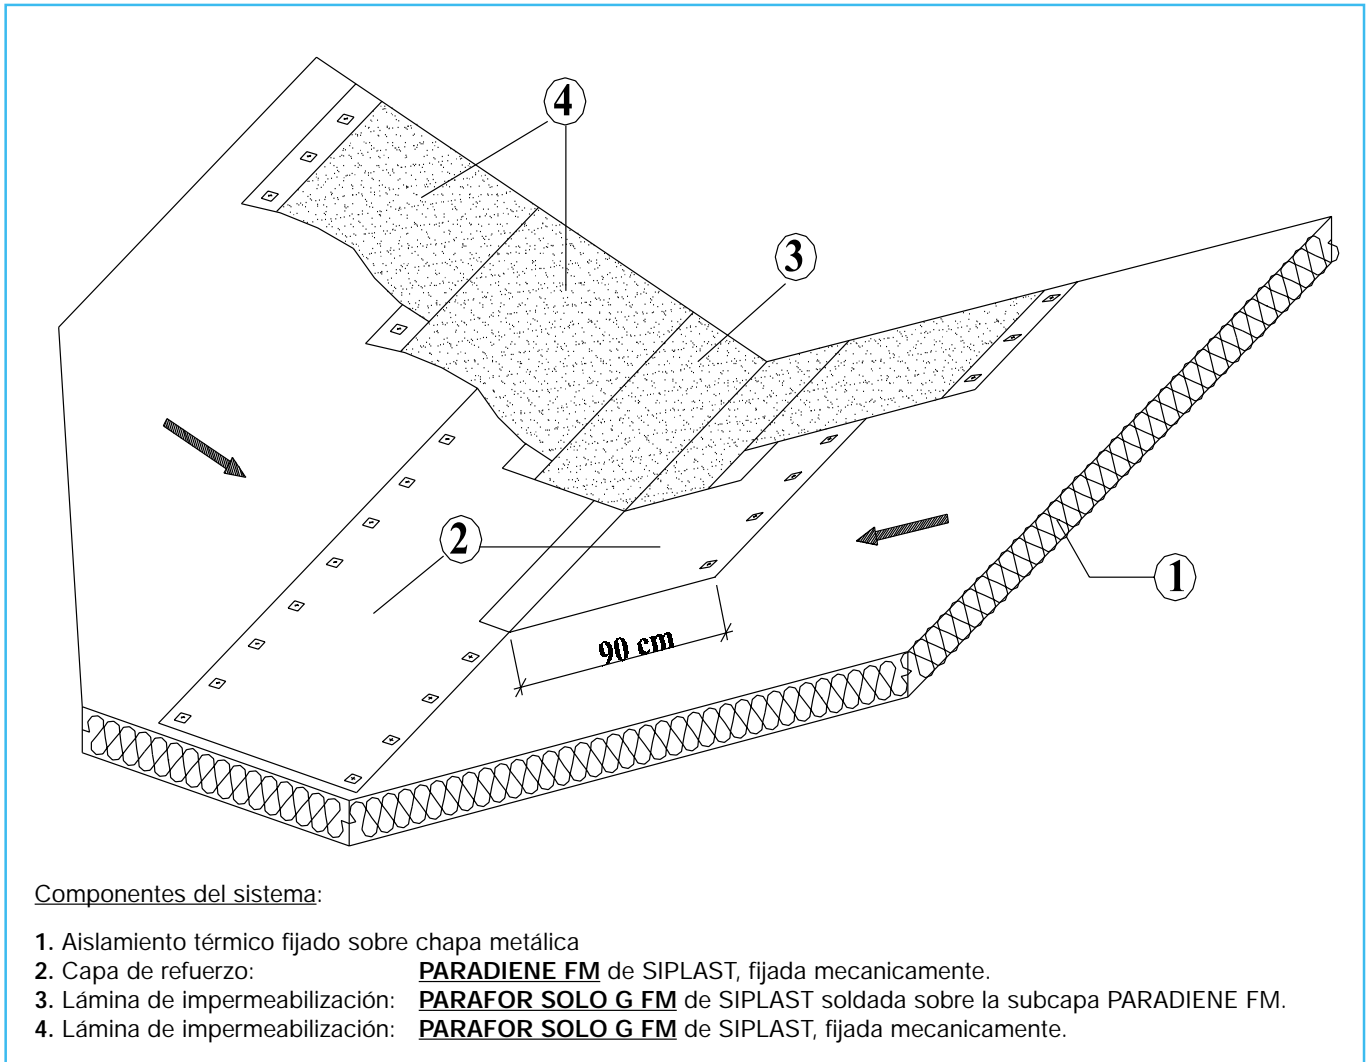 4
3
2
1
90 cm
Componentes del sistema:
1. Aislamiento térmico fijado sobre chapa metálica
2. Capa de refuerzo: PARADIENE FM de SIPLAST, fijada mecanicamente.
3. Lámina de impermeabilización: PARAFOR SOLO G FM de SIPLAST soldada sobre la subcapa PARADIENE FM.
4. Lámina de impermeabilización: PARAFOR SOLO G FM de SIPLAST, fijada mecanicamente.